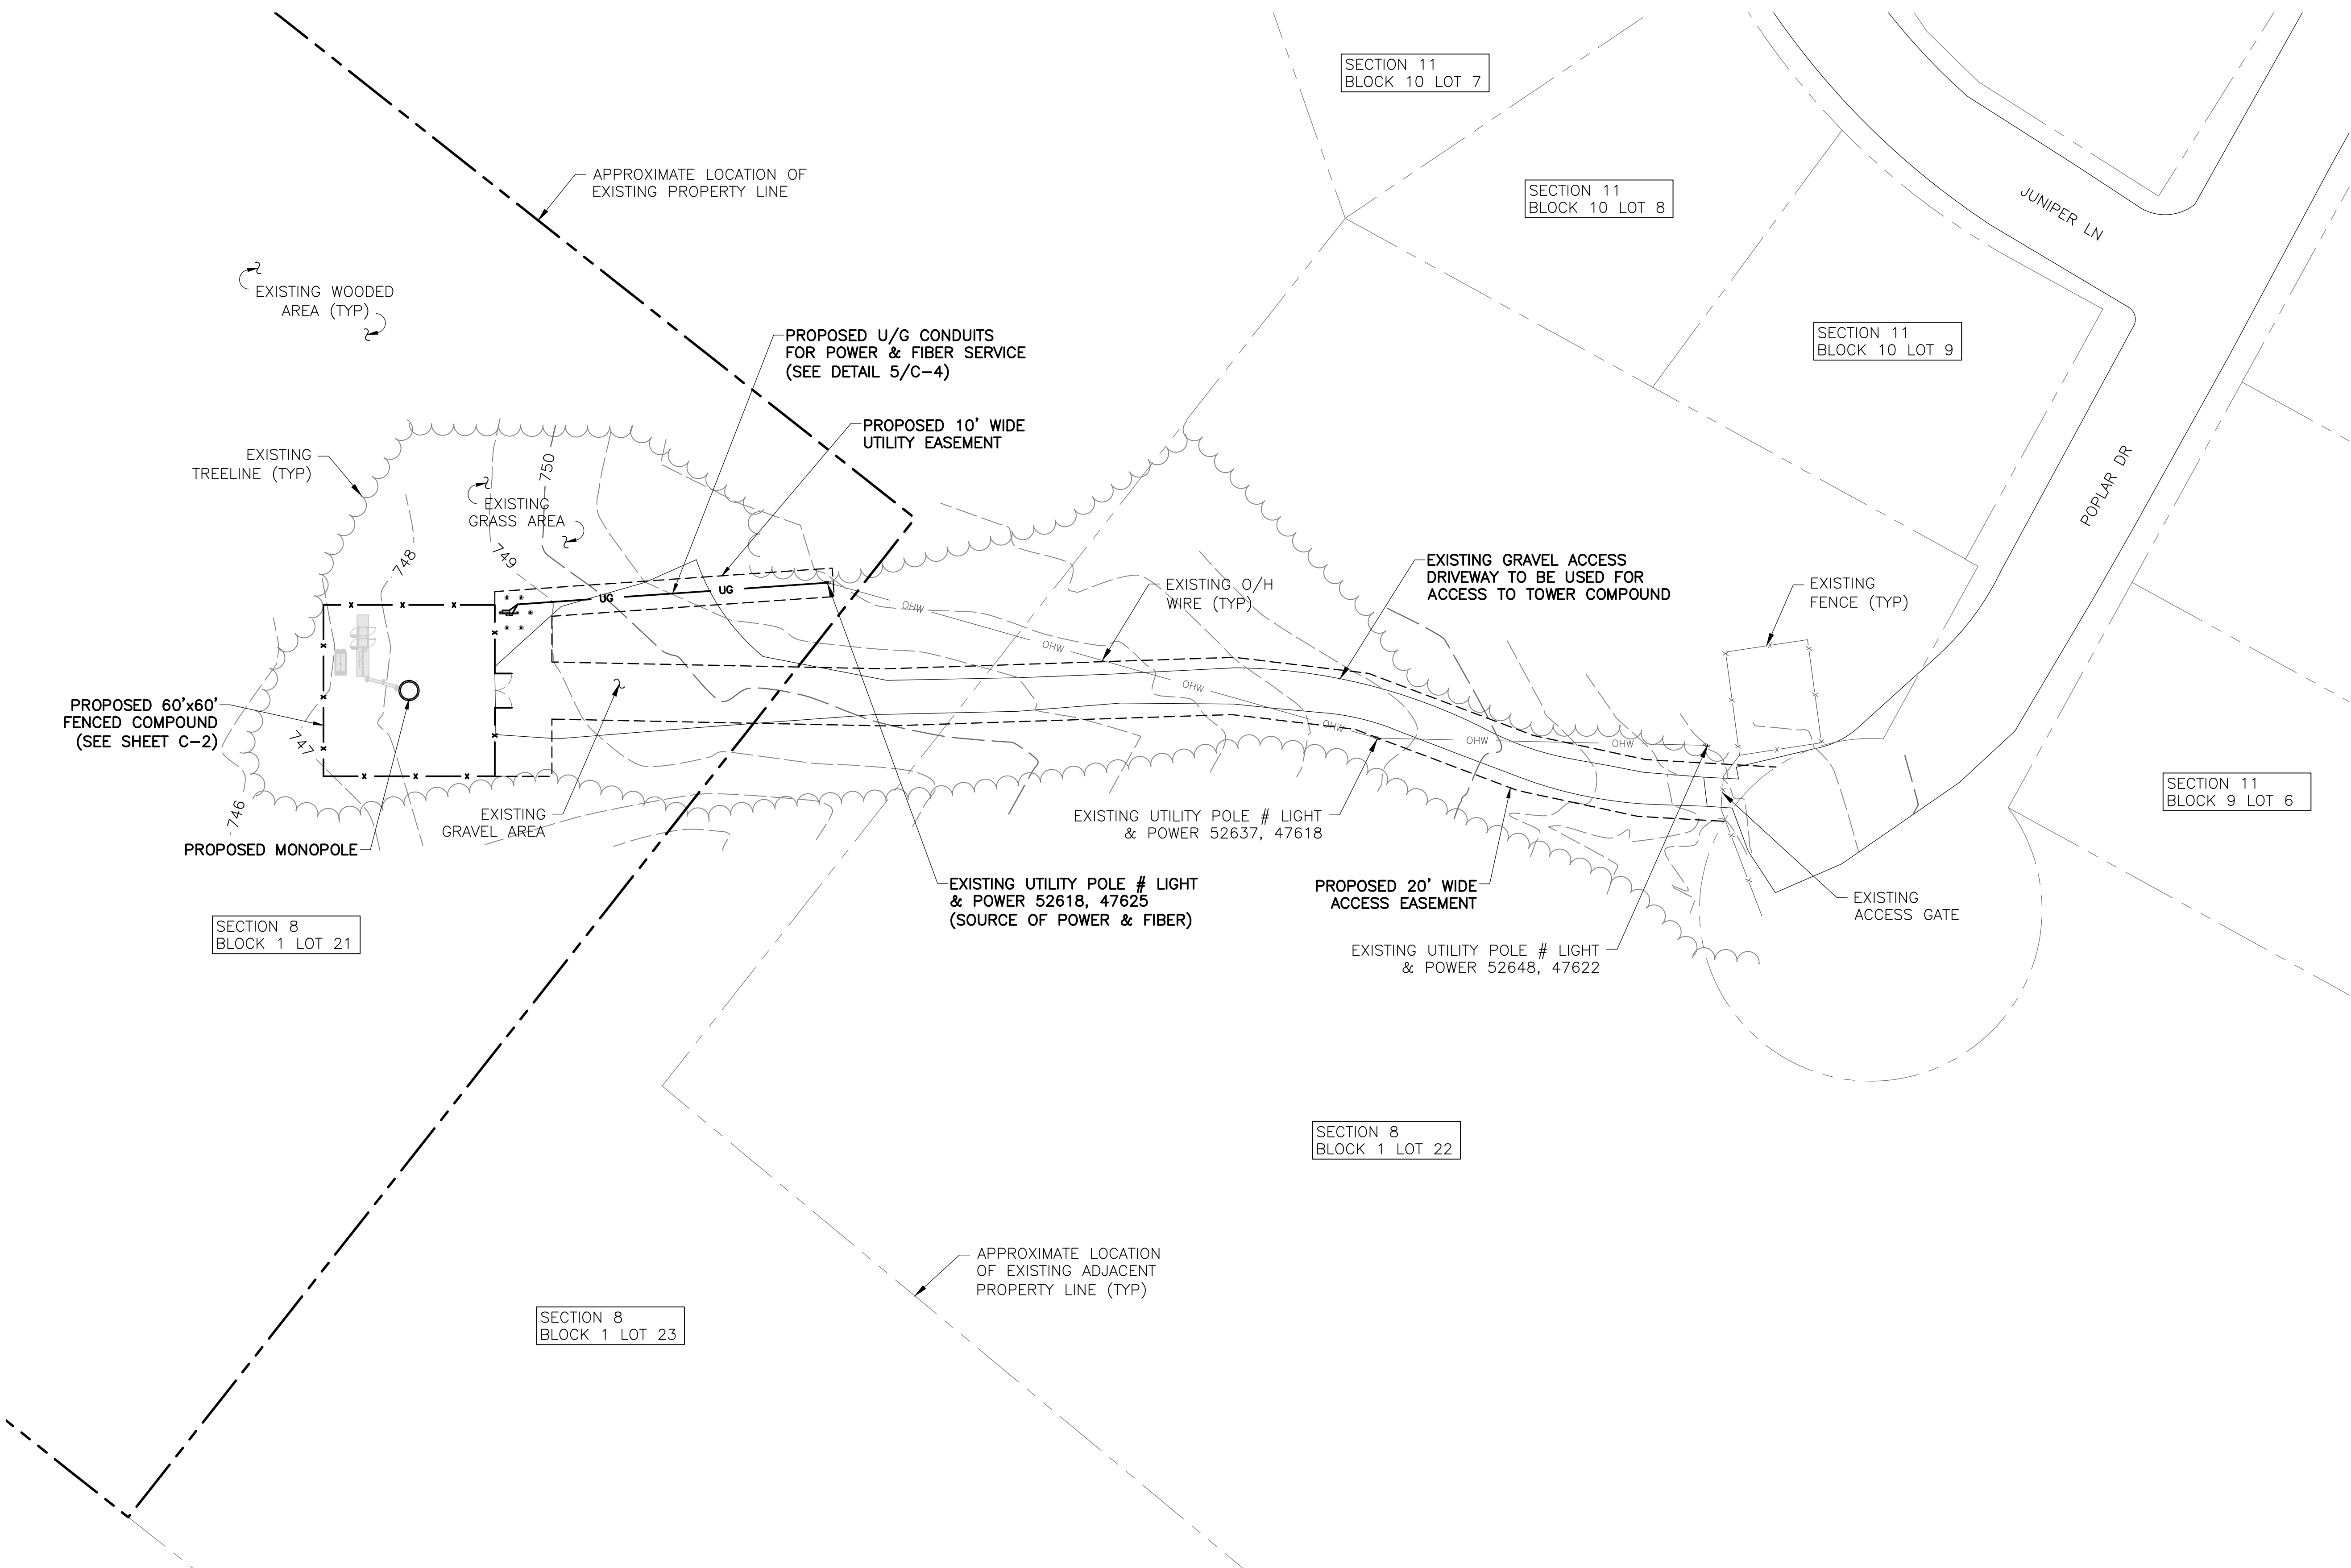 SECTION 11
BLOCK 10 LOT 7
APPROXIMATE LOCATION OF
EXISTING PROPERTY LINE
SECTION 11
BLOCK 10 LOT 8
JUNIPER LN
EXISTING WOODED
AREA (TYP)
PROPOSED U/G CONDUITS
FOR POWER & FIBER SERVICE
(SEE DETAIL 5/C-4)
SECTION 11
BLOCK 10 LOT 9
PROPOSED 10' WIDE
UTILITY EASEMENT
EXISTING
TREELINE (TYP)
750
POPLAR DR
EXISTING
GRASS AREA
748
749
EXISTING GRAVEL ACCESS
DRIVEWAY TO BE USED FOR
ACCESS TO TOWER COMPOUND
EXISTING O/H
WIRE (TYP)
EXISTING
FENCE (TYP)
UG
UG
OHW
OHW
OHW
OHW
OHW
OHW
PROPOSED 60'x60'
FENCED COMPOUND
(SEE SHEET C-2)
747
746
SECTION 11
BLOCK 9 LOT 6
EXISTING
GRAVEL AREA
EXISTING UTILITY POLE # LIGHT
& POWER 52637, 47618
PROPOSED MONOPOLE
EXISTING UTILITY POLE # LIGHT
& POWER 52618, 47625
(SOURCE OF POWER & FIBER)
PROPOSED 20' WIDE
ACCESS EASEMENT
EXISTING
ACCESS GATE
SECTION 8
BLOCK 1 LOT 21
EXISTING UTILITY POLE # LIGHT
& POWER 52648, 47622
SECTION 8
BLOCK 1 LOT 22
APPROXIMATE LOCATION
OF EXISTING ADJACENT
PROPERTY LINE (TYP)
SECTION 8
BLOCK 1 LOT 23